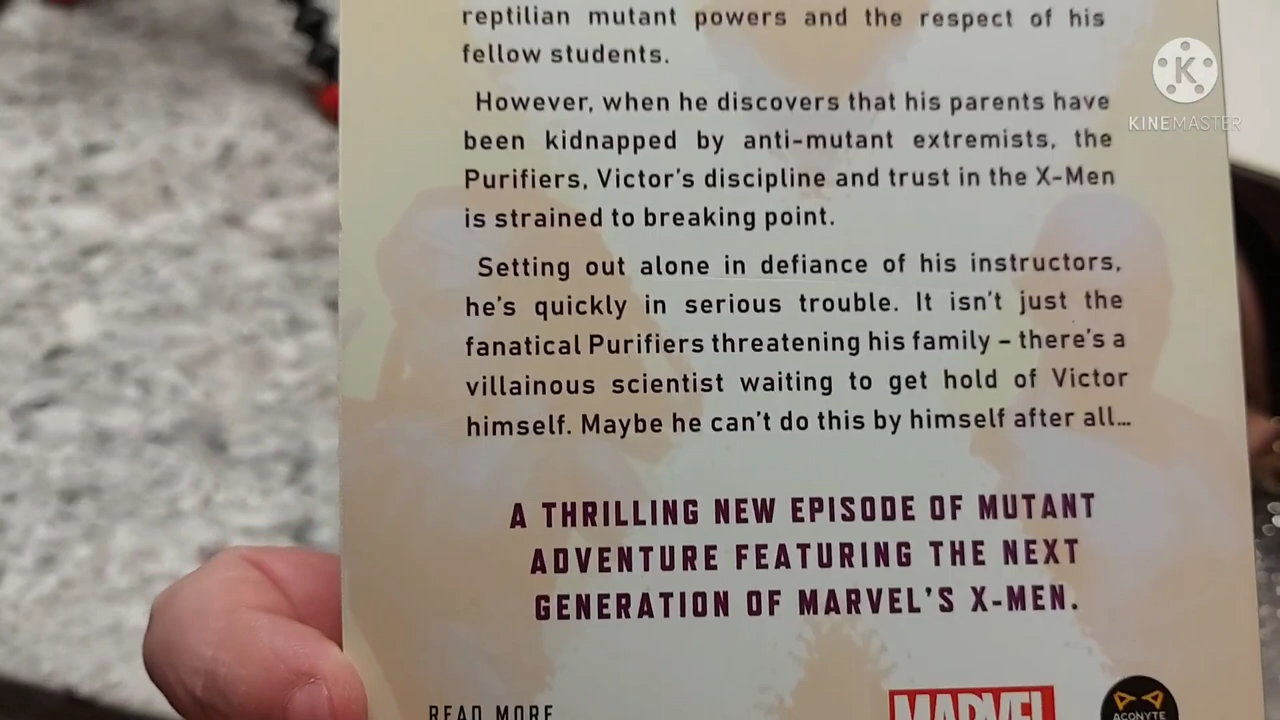 reptilian mutant powers and the respect of his
fellow students.
However, when he discovers that his parents have
been kidnapped by anti-mutant extremists, the
Purifiers, Victor's discipline and trust in the X-Men
is strained to breaking point.
Setting out alone in defiance of his instructors,
he's quickly in serious trouble. It isn't just the
fanatical Purifiers threatening his family – there's a
villainous scientist waiting to get hold of Victor
himself. Maybe he can't do this by himself after all...
A THRILLING NEW EPISODE OF MUTANT
ADVENTURE FEATURING THE NEXT
GENERATION OF MARVEL'S X-MEN.
READ MORE
MARVEL
ACONYTE
K
KINEMASTER